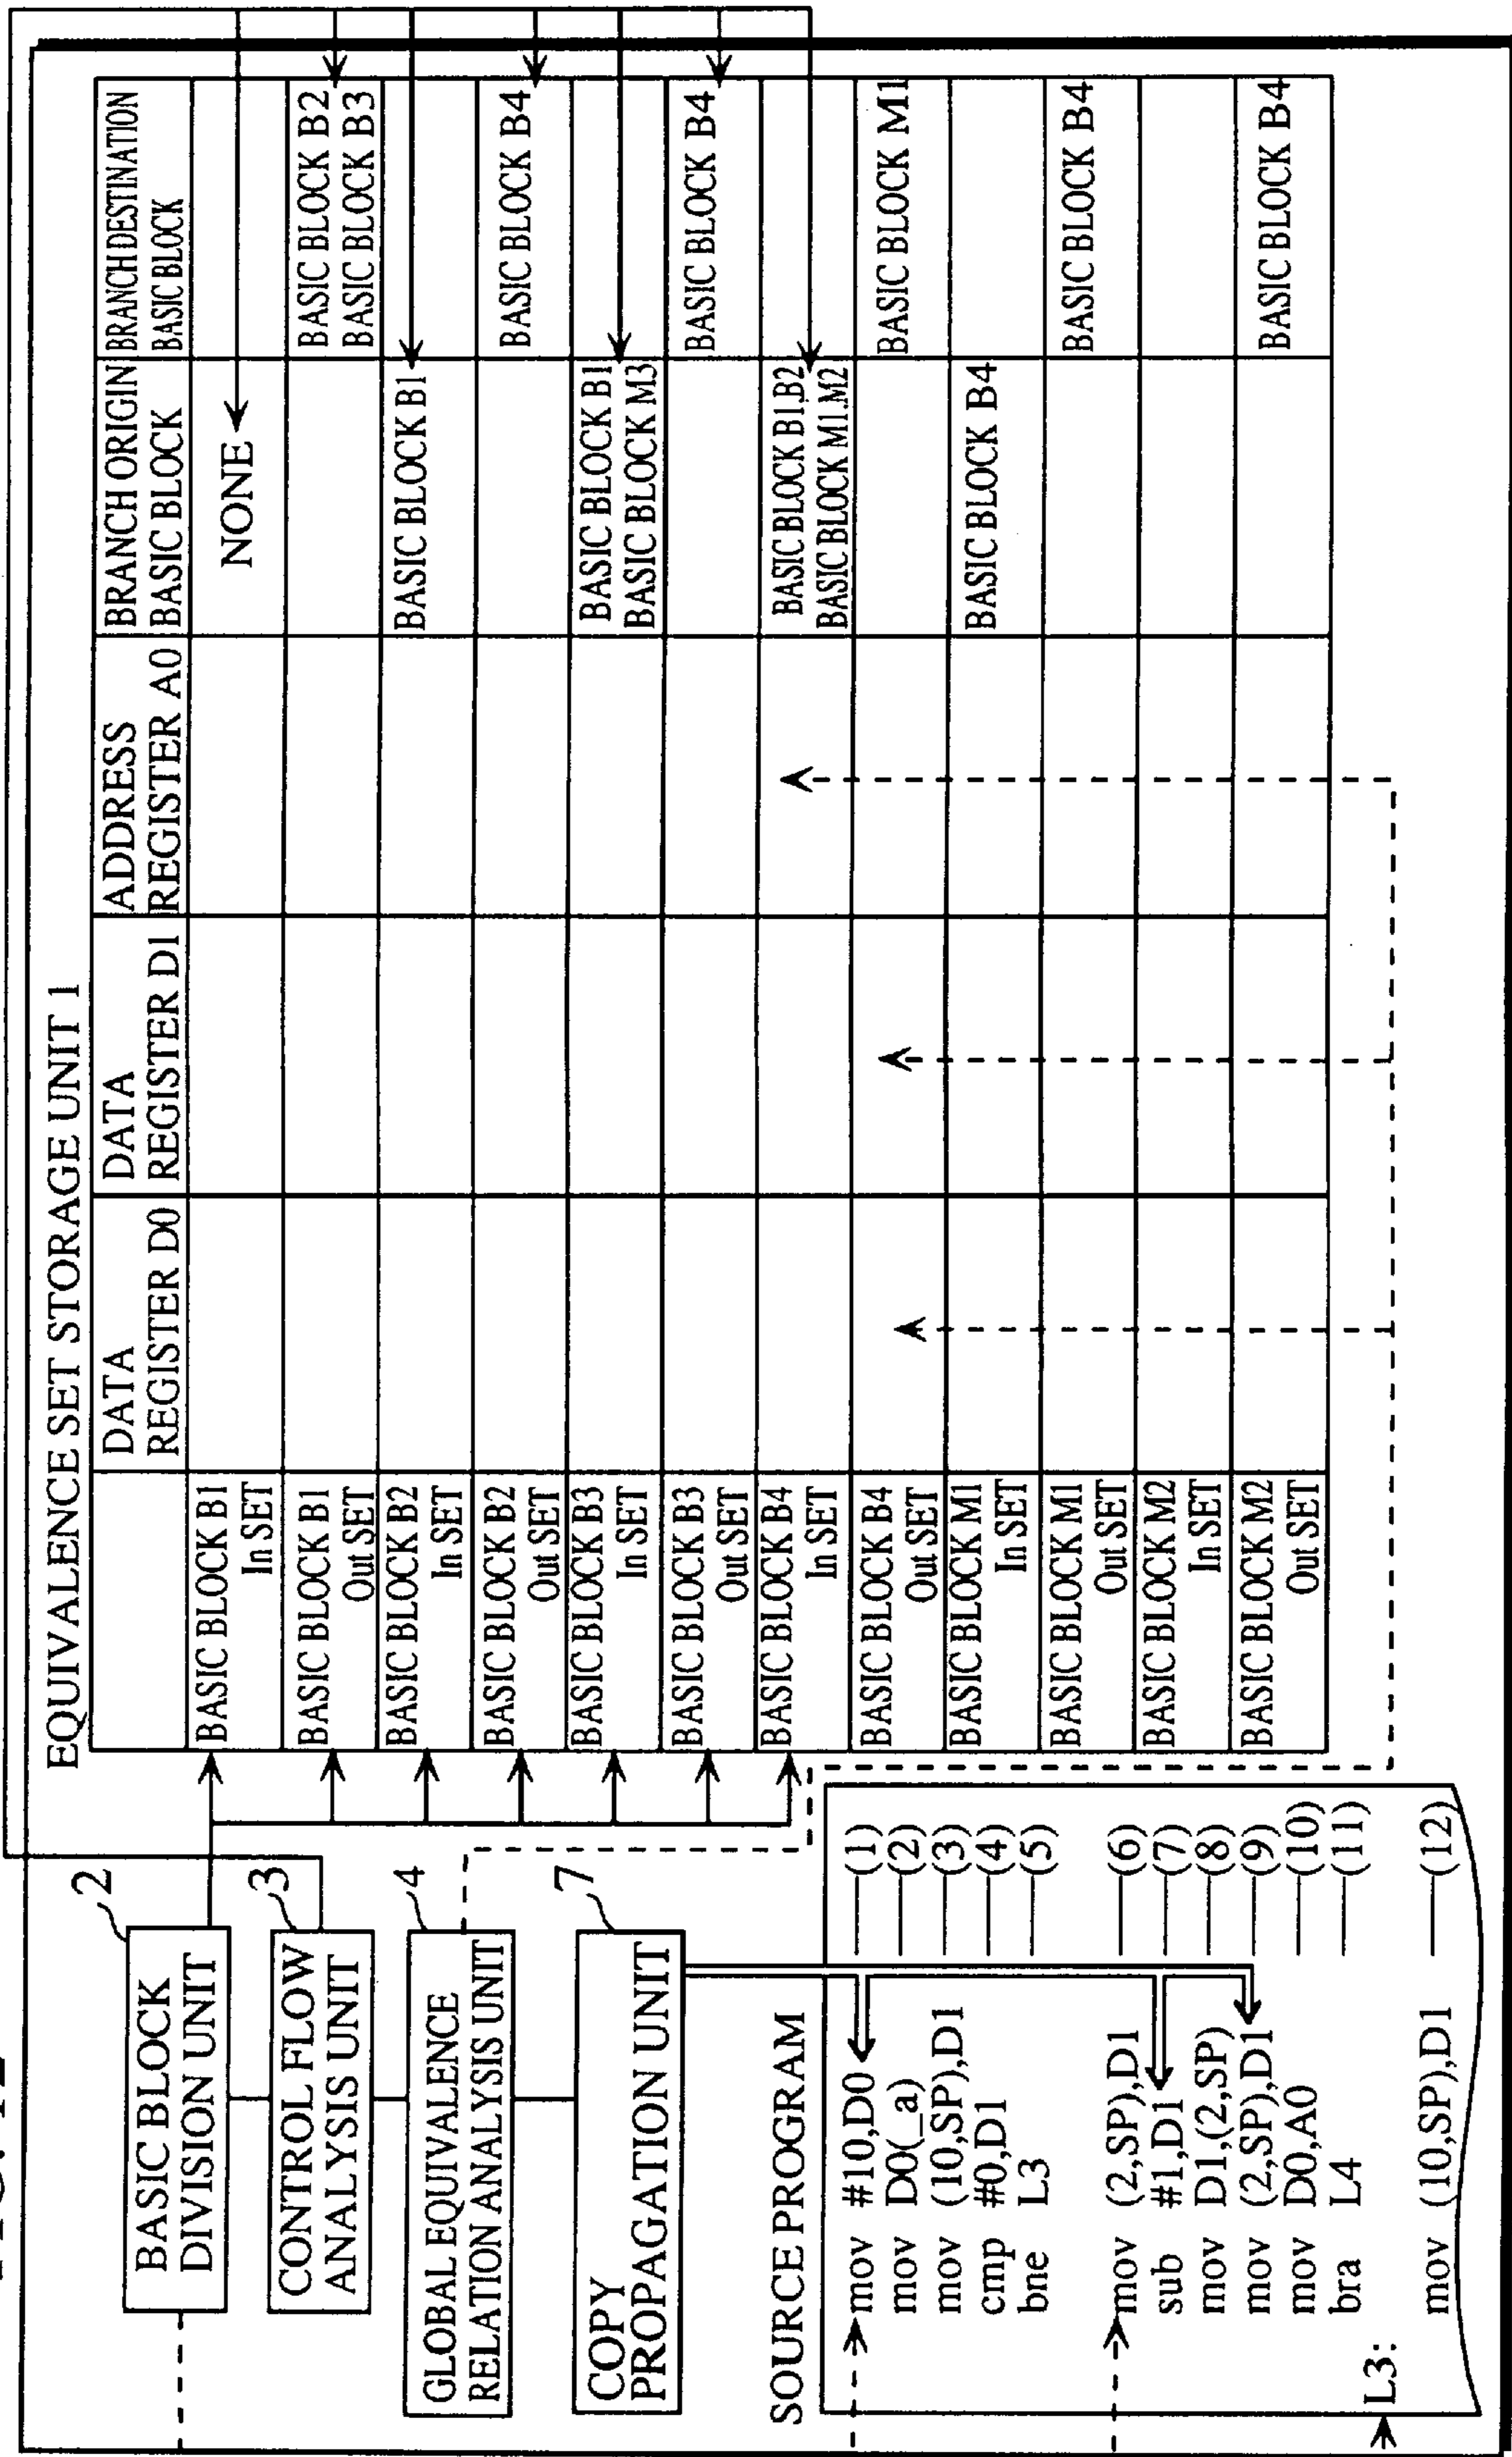 EQUIVALENCE SET STORAGE UNIT 1
DATA
REGISTER D0
DATA
REGISTER D1
ADDRESS
REGISTER A0
BRANCH ORIGIN
BASIC BLOCK
BRANCH DESTINATION
BASIC BLOCK
BASIC BLOCK B1
In SET
NONE
BASIC BLOCK B1
Out SET
BASIC BLOCK B2
BASIC BLOCK B3
BASIC BLOCK B2
In SET
BASIC BLOCK B1
BASIC BLOCK B2
Out SET
BASIC BLOCK B4
BASIC BLOCK B3
In SET
BASIC BLOCK B1
BASIC BLOCK M3
BASIC BLOCK B3
Out SET
BASIC BLOCK B4
BASIC BLOCK B4
In SET
BASIC BLOCK B1,B2
BASIC BLOCK M1,M2
BASIC BLOCK B4
Out SET
BASIC BLOCK M1
BASIC BLOCK M1
In SET
BASIC BLOCK B4
BASIC BLOCK M1
Out SET
BASIC BLOCK B4
BASIC BLOCK M2
In SET
BASIC BLOCK M2
Out SET
BASIC BLOCK B4
2
BASIC BLOCK
DIVISION UNIT
3
CONTROL FLOW
ANALYSIS UNIT
4
GLOBAL EQUIVALENCE
RELATION ANALYSIS UNIT
7
COPY
PROPAGATION UNIT
SOURCE PROGRAM
mov #10,D0 (1)
mov D0(_a) (2)
mov (10,SP),D1 (3)
cmp #0,D1 (4)
bne L3 (5)
mov (2,SP),D1 (6)
sub #1,D1 (7)
mov D1,(2,SP) (8)
mov (2,SP),D1 (9)
mov D0,A0 (10)
bra L4 (11)
L3:
mov (10,SP),D1 (12)